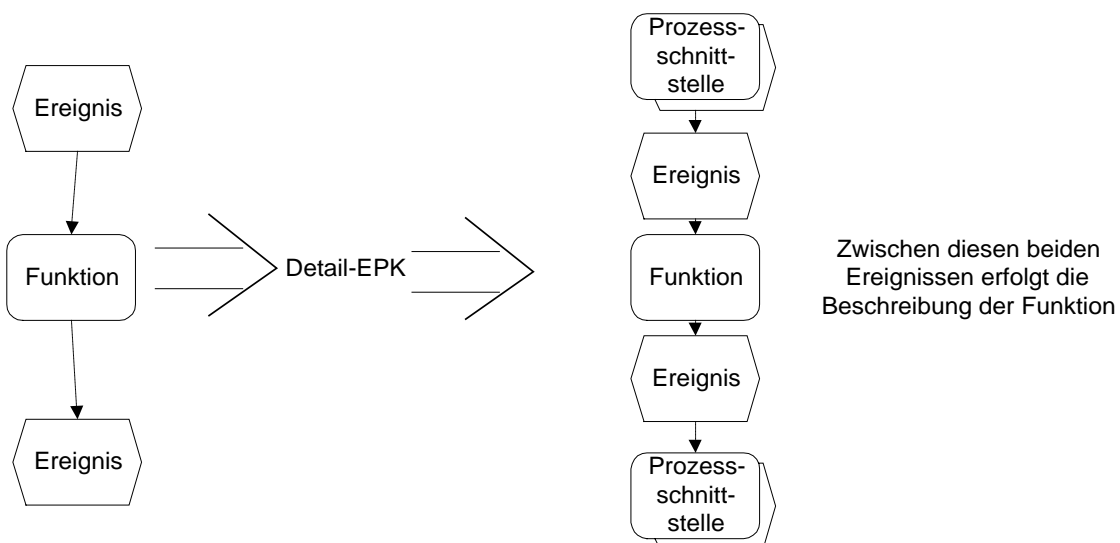 Ereignis
Funktion
Ereignis
Detail-EPK
Prozess-
schnitt-
stelle
Ereignis
Funktion
Ereignis
Prozess-
schnitt-
stelle
Zwischen diesen beiden
Ereignissen erfolgt die
Beschreibung der Funktion